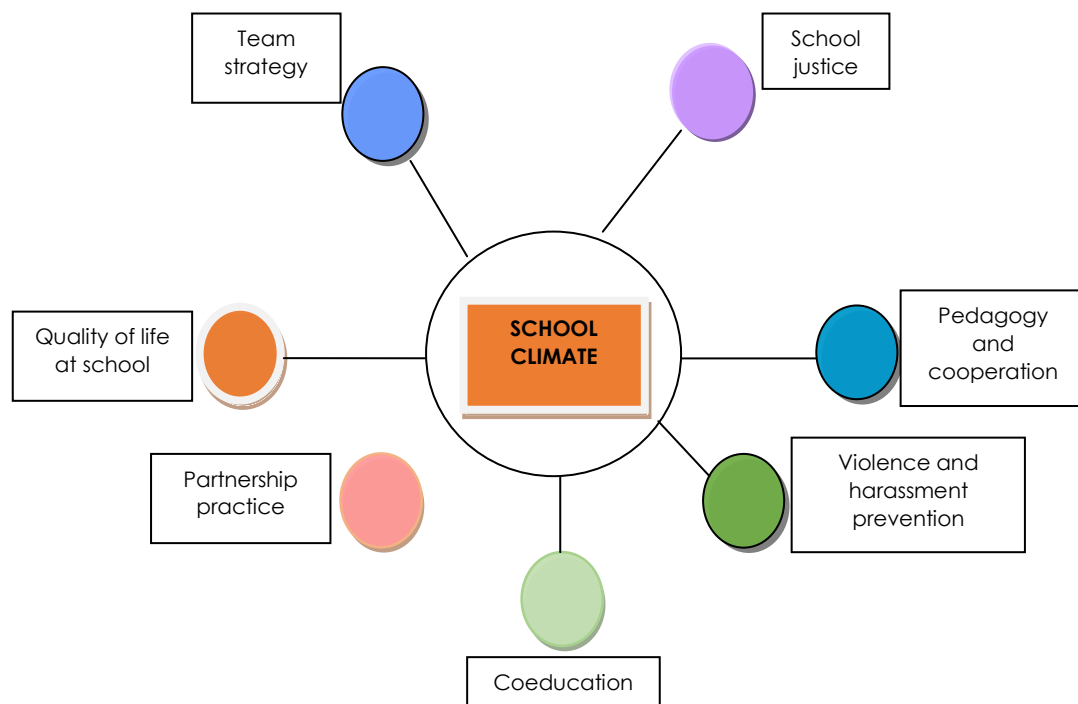 Team
strategy
School
justice
SCHOOL
CLIMATE
Quality of life
at school
Pedagogy
and
cooperation
Partnership
practice
Violence and
harassment
prevention
Coeducation